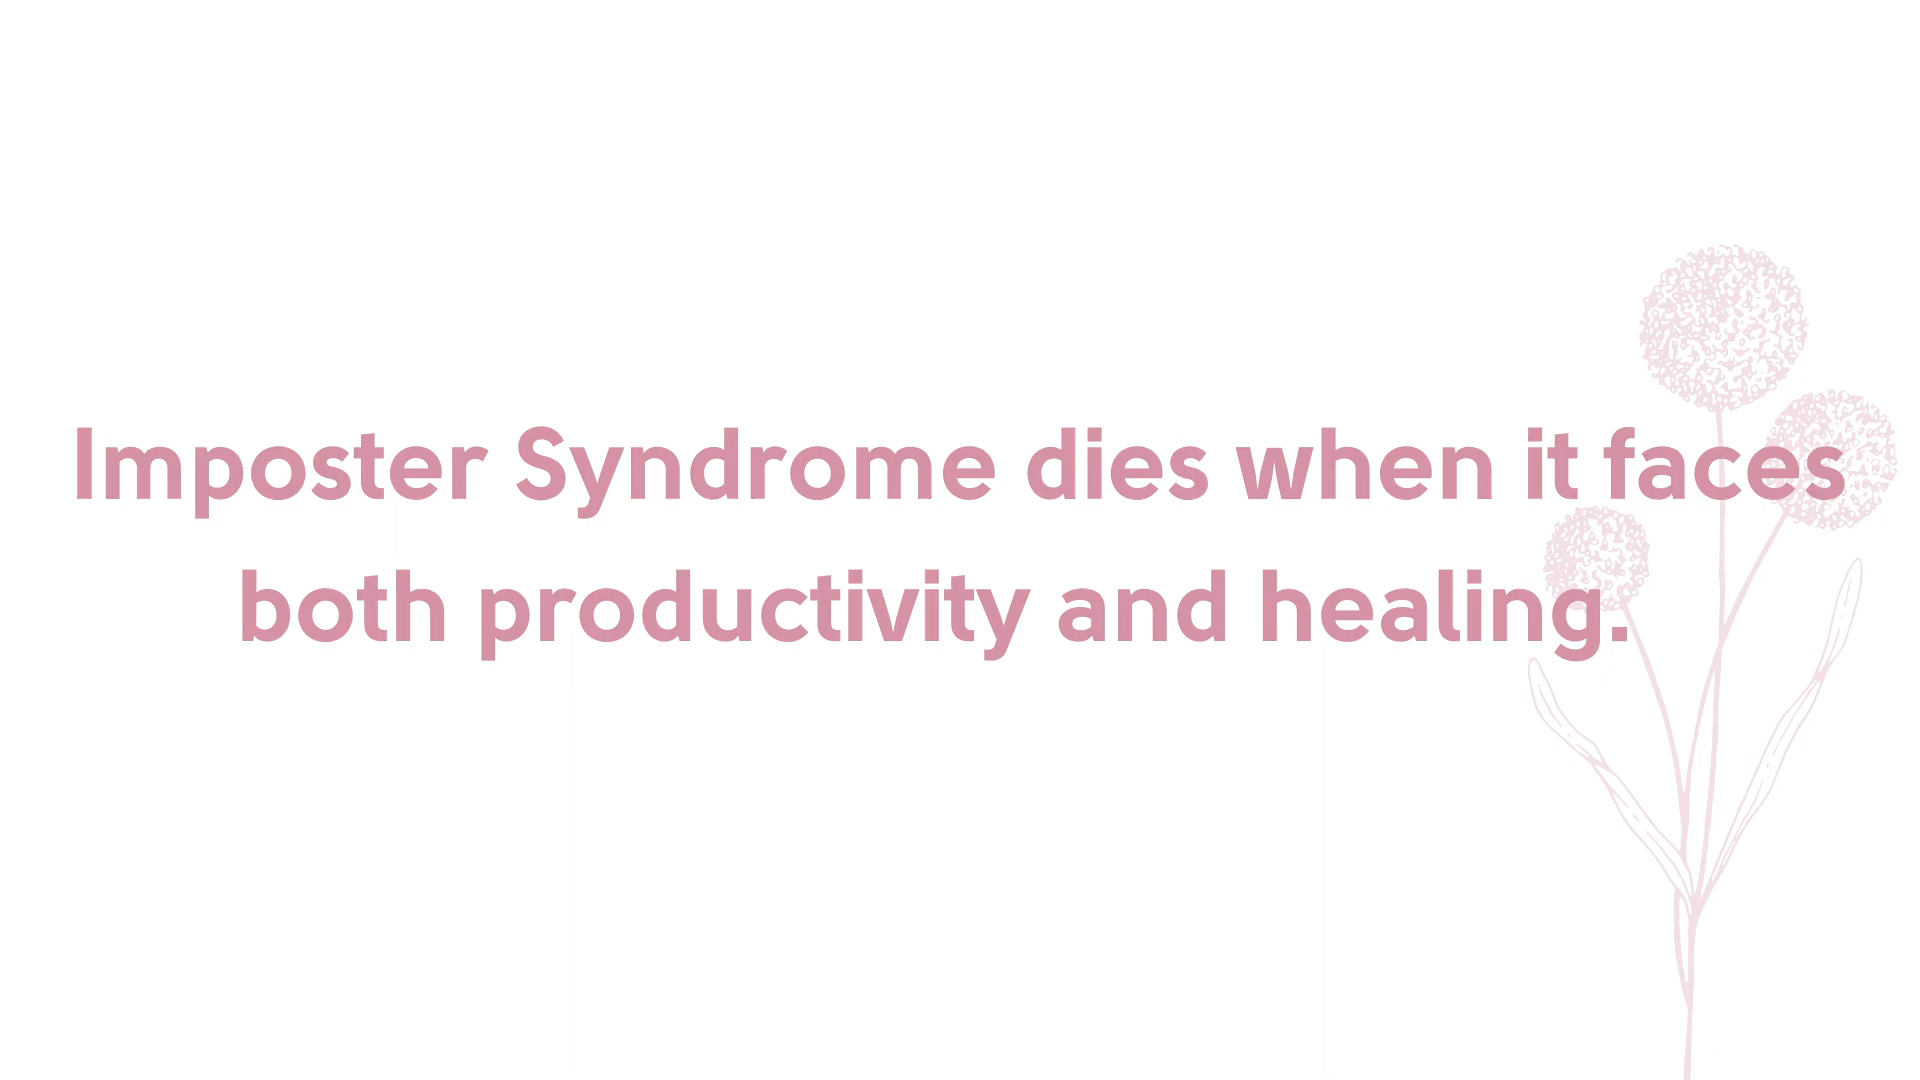 Imposter Syndrome dies when it faces
both productivity and healing.